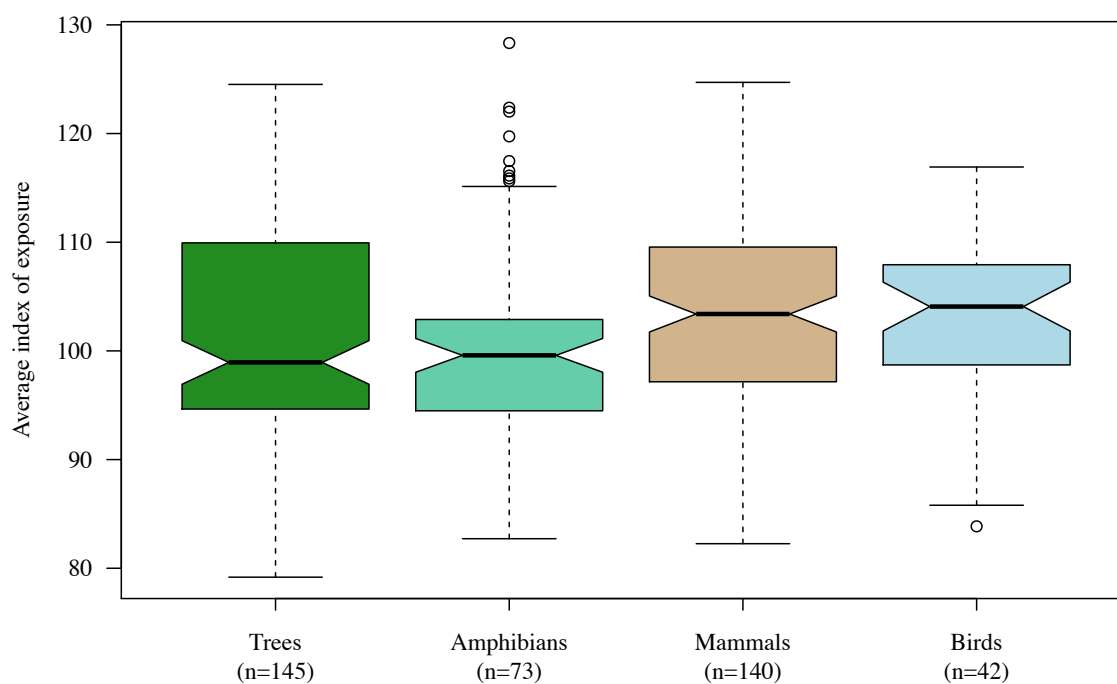 130
120
110
100
90
80
Average index of exposure
Trees
(n=145)
Amphibians
(n=73)
Mammals
(n=140)
Birds
(n=42)